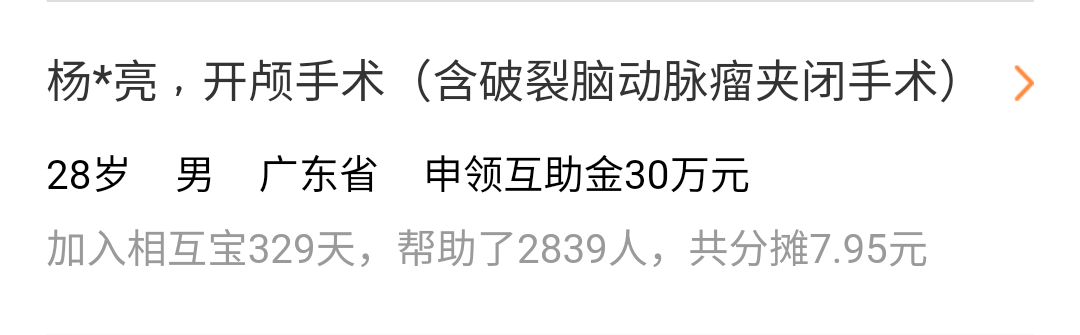 杨*亮，开颅手术（含破裂脑动脉瘤夹闭手术）
28岁 男 广东省 申领互助金30万元
加入相互宝329天，帮助了2839人，共分摊7.95元